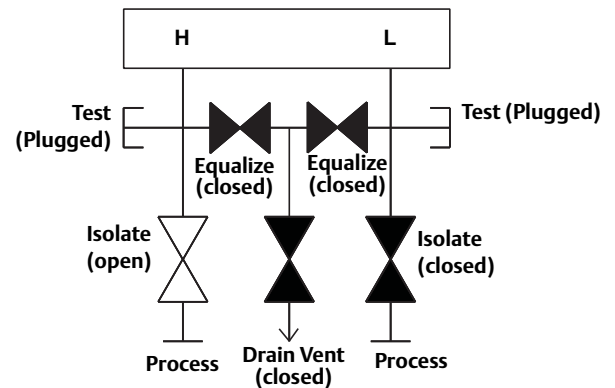 H
L
Test
(Plugged)
Test (Plugged)
Equalize
(closed)
Equalize
(closed)
Isolate
(open)
Isolate
(closed)
Process
Drain Vent
(closed)
Process